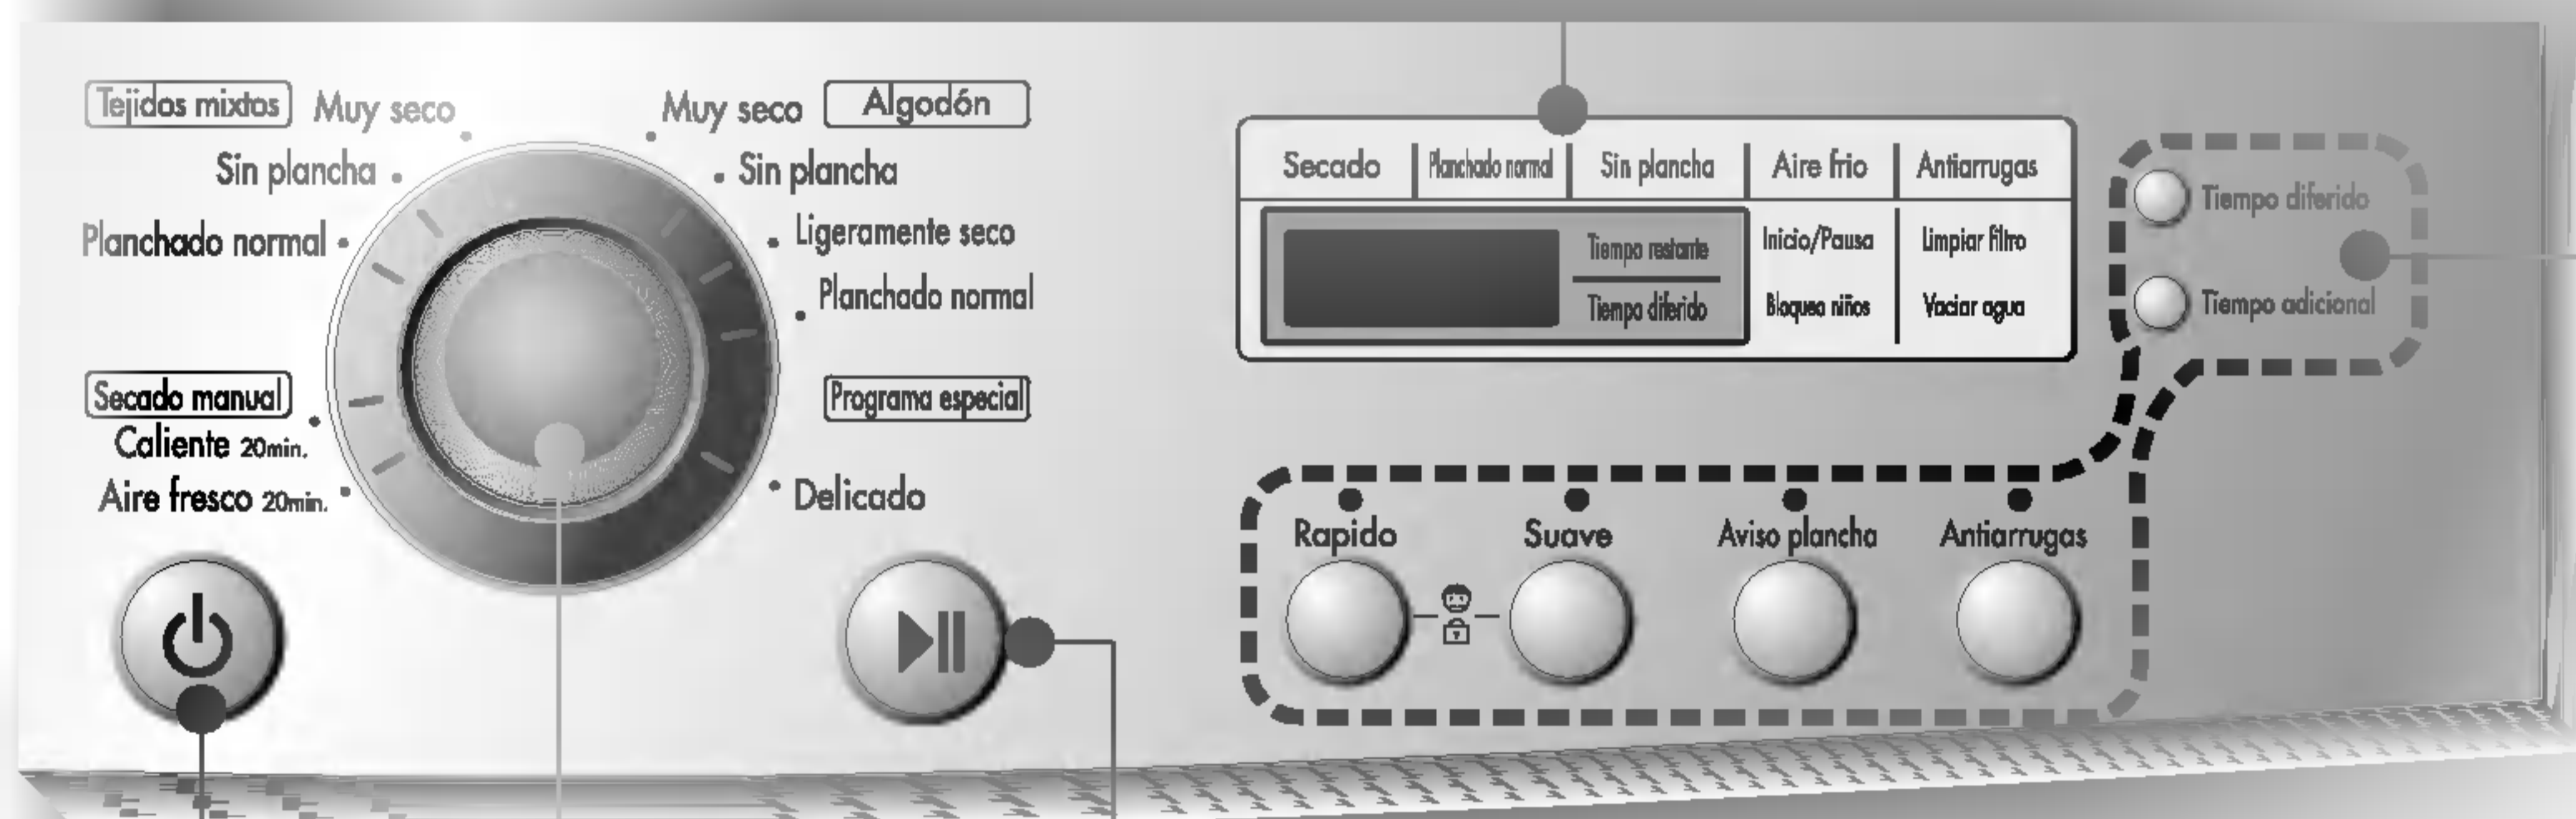 Tejidos mixtos
Muy seco
Sin plancha
Planchado normal
Secado manual
Caliente 20min.
Aire fresco 20min.
Muy seco
Algodón
Sin plancha
Ligeramente seco
Planchado normal
Programa especial
Delicado
Secado
Planchado normal
Sin plancha
Aire frio
Antiarrugas
Tiempo restante
Tiempo diferido
Inicio/Pausa
Bloqueo niños
Limpiar filtro
Vaciar agua
Tiempo diferido
Tiempo adicional
Rapido
Suave
Aviso plancha
Antiarrugas